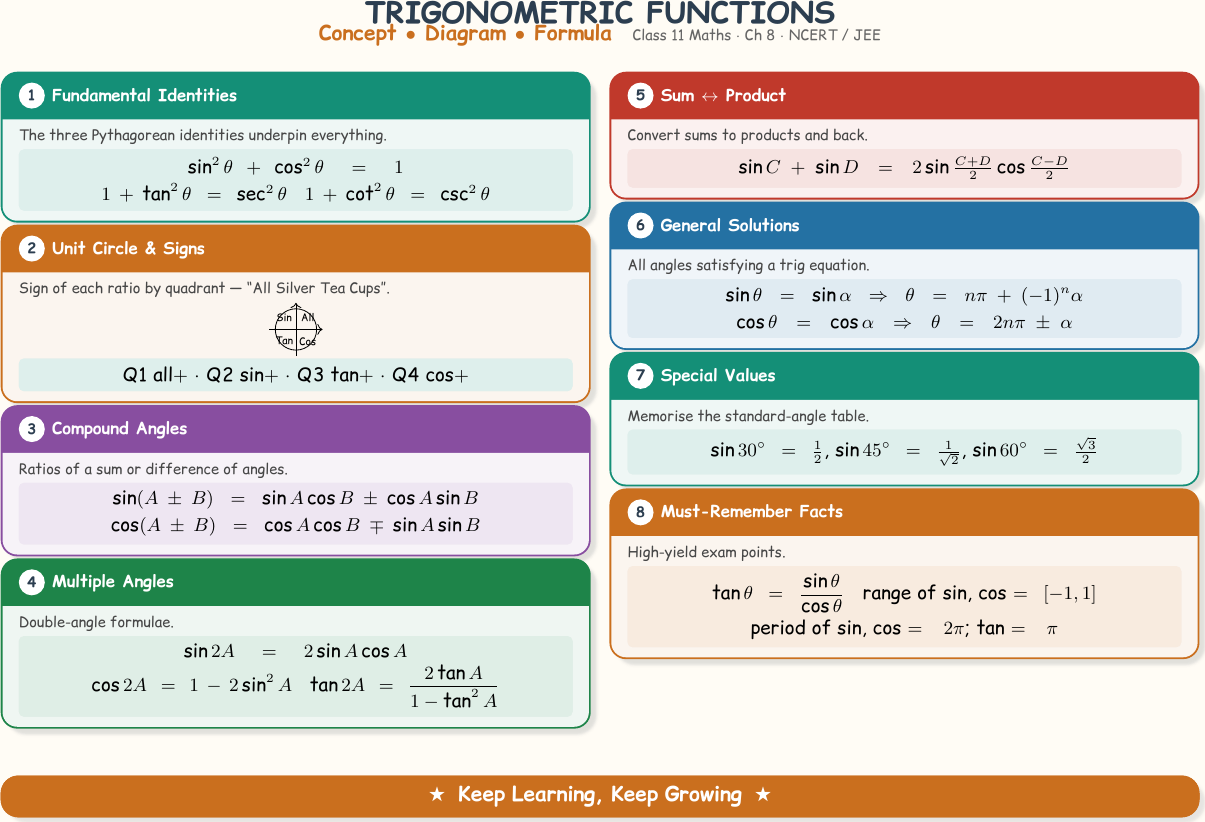 TRIGONOMETRIC FUNCTIONS
Concept • Diagram • Formula Class 11 Maths · Ch 8 · NCERT / JEE
1 Fundamental Identities
The three Pythagorean identities underpin everything.
sin² θ + cos² θ = 1
1 + tan² θ = sec² θ 1 + cot² θ = csc² θ
2 Unit Circle & Signs
Sign of each ratio by quadrant — “All Silver Tea Cups”.
Sin All
Tan Cos
Q1 all+ · Q2 sin+ · Q3 tan+ · Q4 cos+
3 Compound Angles
Ratios of a sum or difference of angles.
sin(A ± B) = sin A cos B ± cos A sin B
cos(A ± B) = cos A cos B ∓ sin A sin B
4 Multiple Angles
Double-angle formulae.
sin 2A = 2 sin A cos A
cos 2A = 1 − 2 sin² A tan 2A = 2 tan A / 1 − tan² A
5 Sum ↔ Product
Convert sums to products and back.
sin C + sin D = 2 sin C+D/2 cos C−D/2
6 General Solutions
All angles satisfying a trig equation.
sin θ = sin α ⇒ θ = nπ + (−1)ⁿα
cos θ = cos α ⇒ θ = 2nπ ± α
7 Special Values
Memorise the standard-angle table.
sin 30° = 1/2, sin 45° = 1/√2, sin 60° = √3/2
8 Must-Remember Facts
High-yield exam points.
tan θ = sin θ / cos θ range of sin, cos = [−1, 1]
period of sin, cos = 2π; tan = π
★ Keep Learning, Keep Growing ★